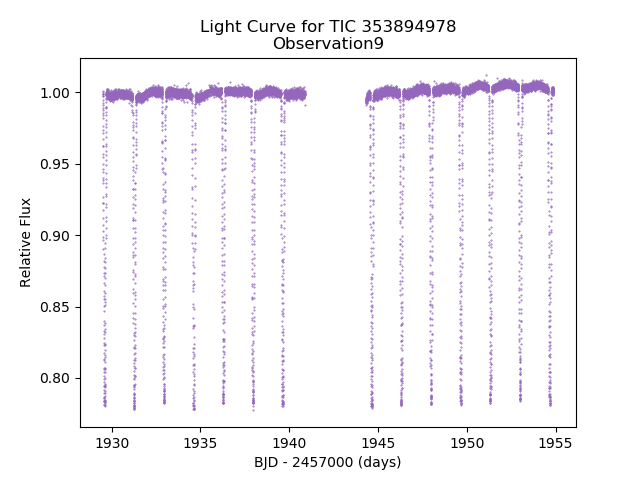 Light Curve for TIC 353894978
Observation9
1.00
0.95
0.90
0.85
0.80
Relative Flux
1930
1935
1940
1945
1950
1955
BJD - 2457000 (days)